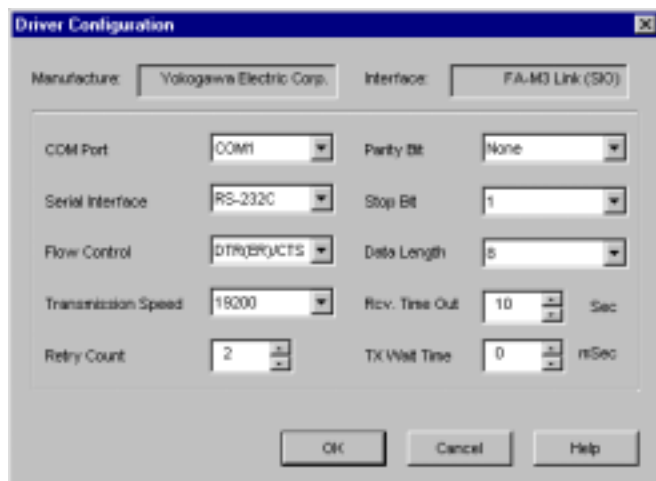 Driver Configuration
Manufacture: Yokogawa Electric Corp. Interface: FA-M3 Link (SIO)
COM Port COM1 Parity Bit None
Serial Interface RS-232C Stop Bit 1
Flow Control DTR(ER)/CTS Data Length 8
Transmission Speed 19200 Rcv. Time Out 10 Sec
Retry Count 2 TX Wait Time 0 mSec
OK Cancel Help